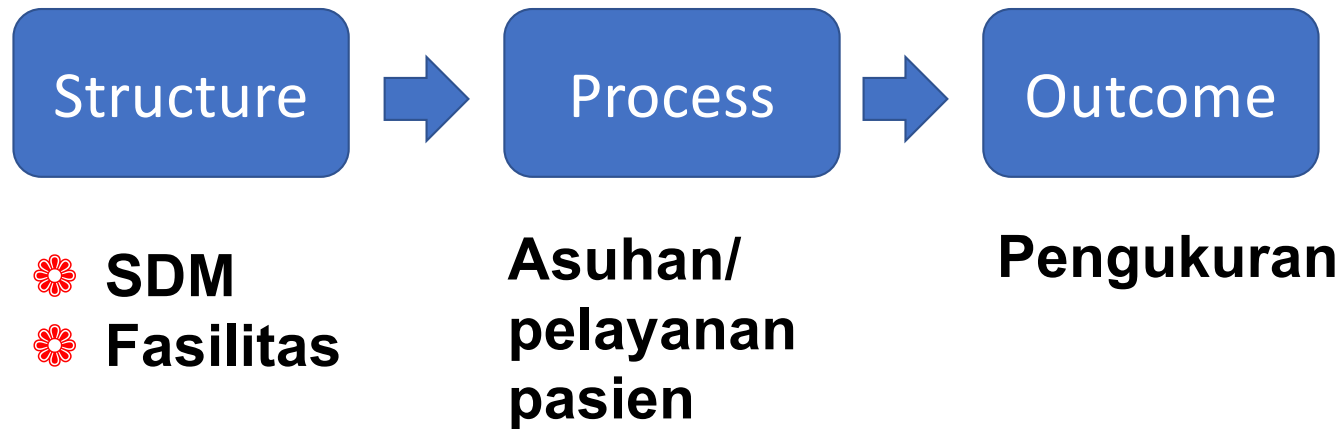 Structure
Process
Outcome
SDM
Fasilitas
Asuhan/
pelayanan
pasien
Pengukuran